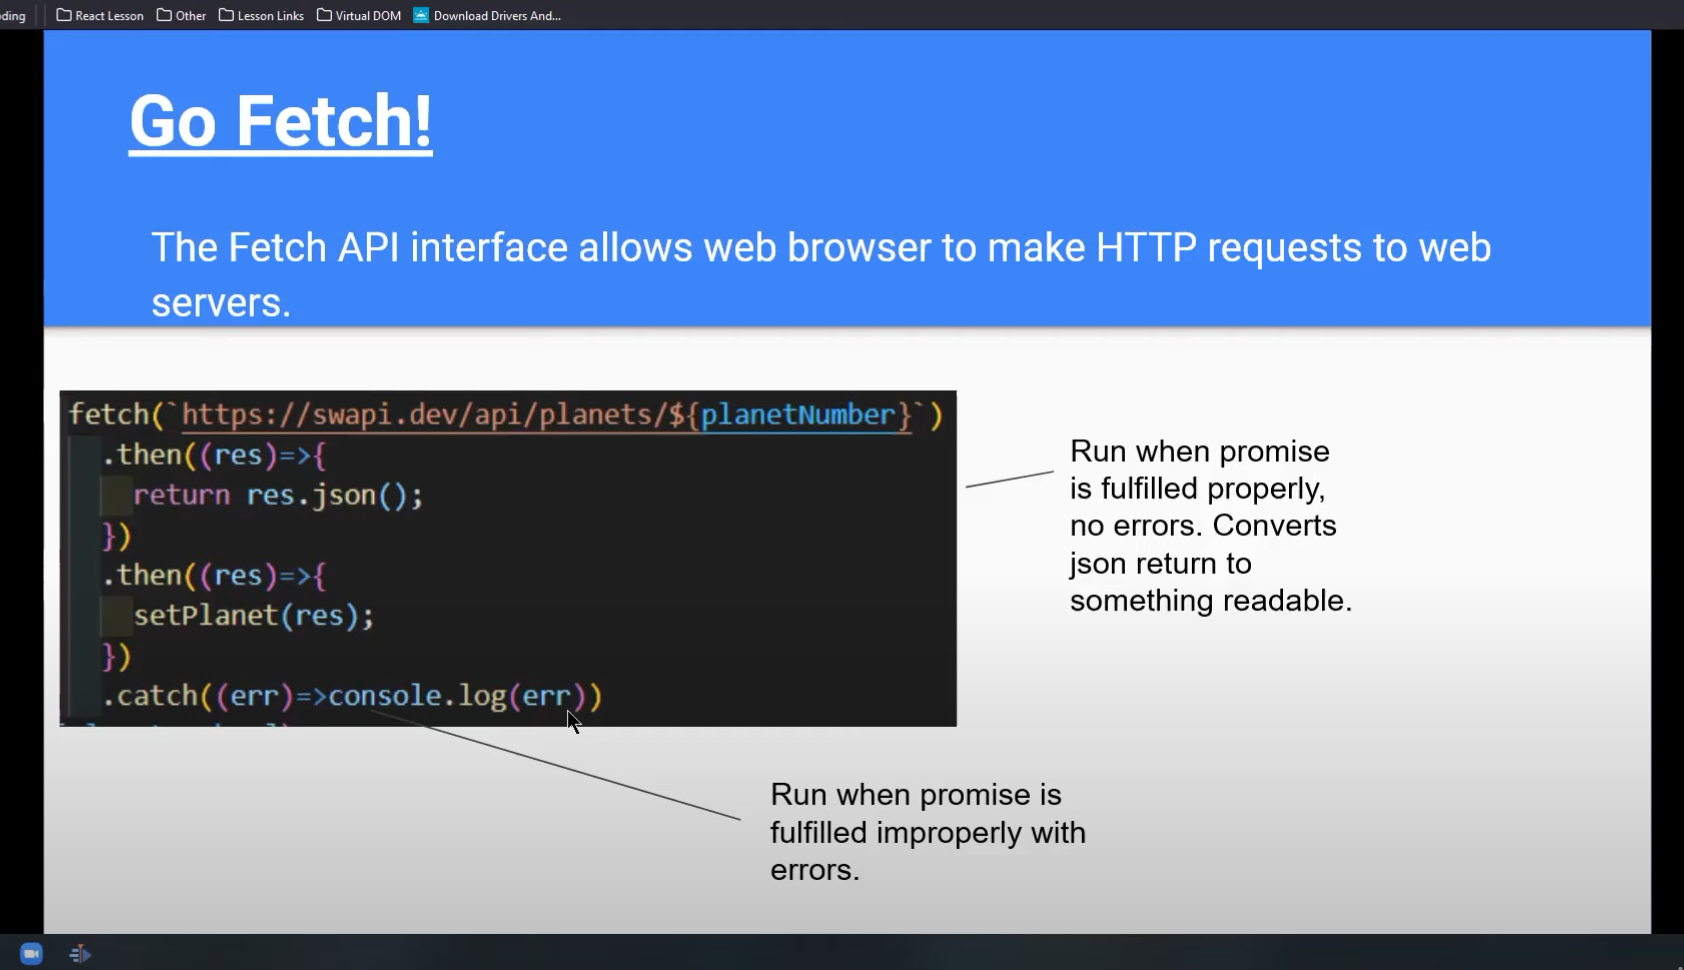 ding
React Lesson
Other
Lesson Links
Virtual DOM
Download Drivers And...
Go Fetch!
The Fetch API interface allows web browser to make HTTP requests to web
servers.
fetch(`https://swapi.dev/api/planets/${planetNumber}`)
.then((res)=>{
return res.json();
})
.then((res)=>{
setPlanet(res);
})
.catch((err)=>console.log(err))
Run when promise
is fulfilled properly,
no errors. Converts
json return to
something readable.
Run when promise is
fulfilled improperly with
errors.